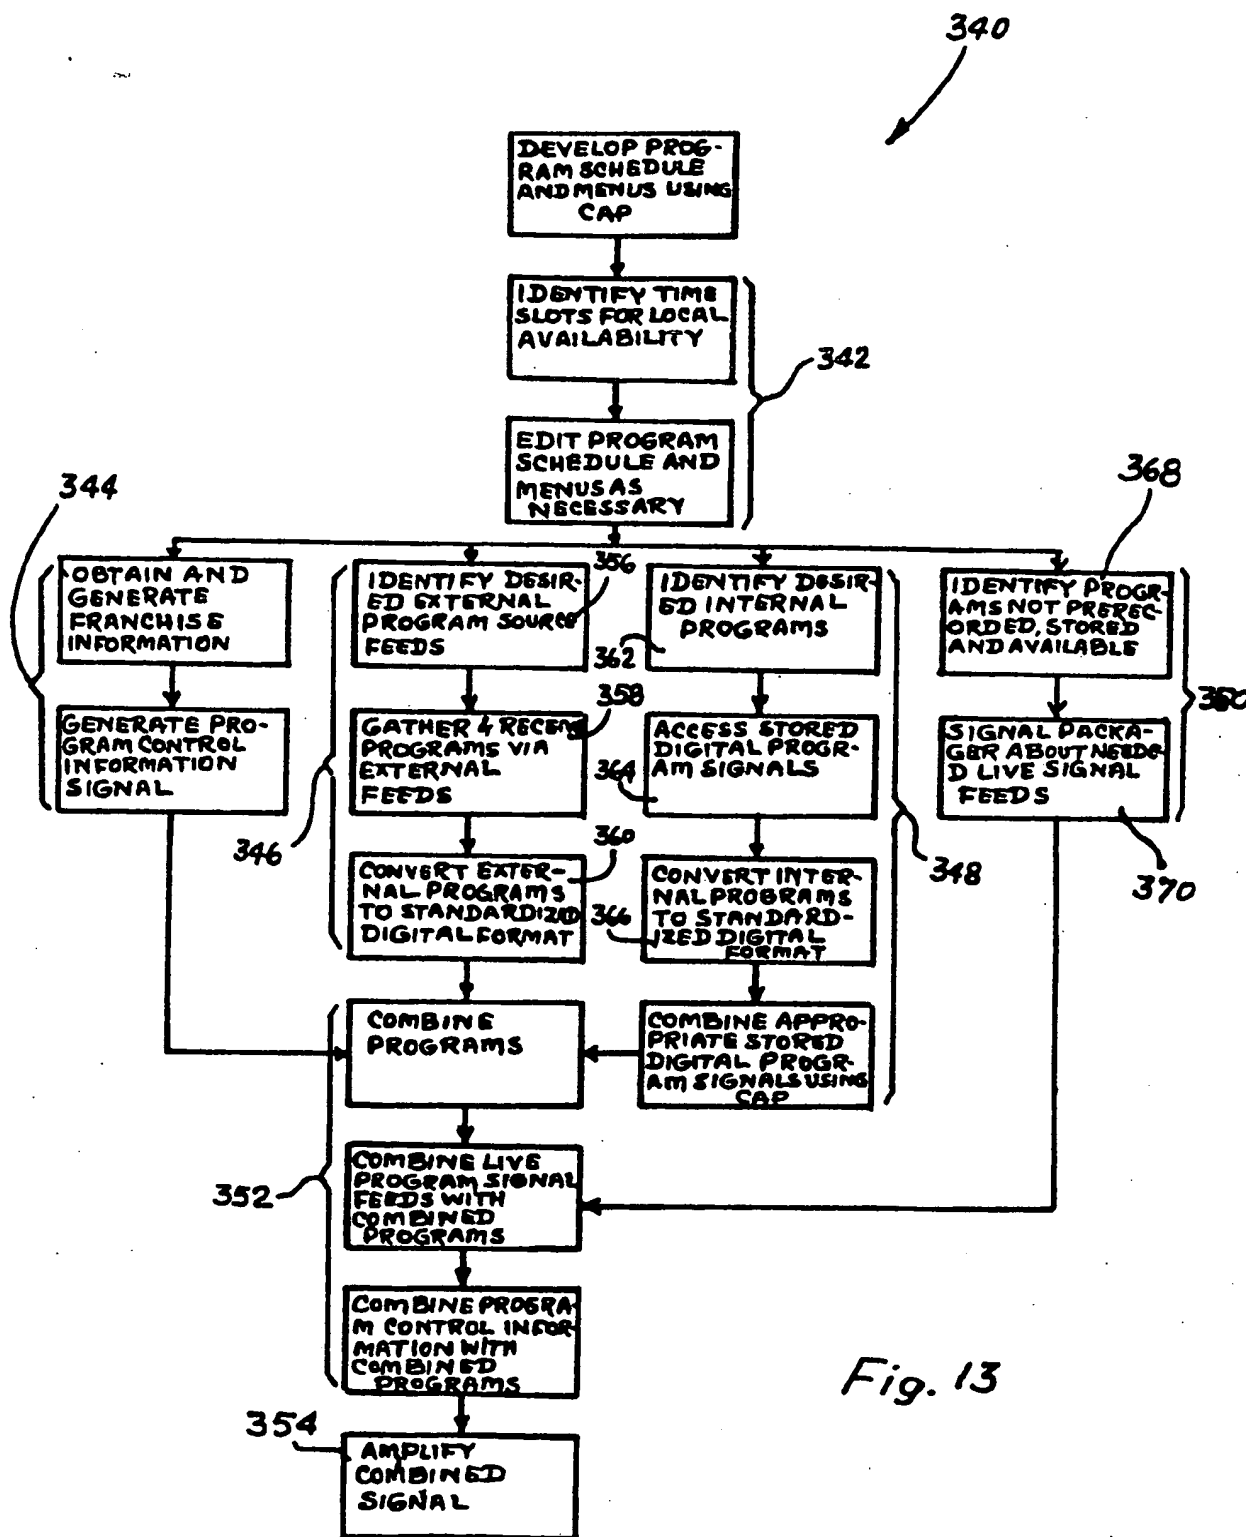 340
DEVELOP PROG-
RAM SCHEDULE
AND MENUS USING
CAP
IDENTIFY TIME
SLOTS FOR LOCAL
AVAILABILITY
342
EDIT PROGRAM
SCHEDULE AND
MENUS AS
NECESSARY
344
OBTAIN AND
GENERATE
FRANCHISE
INFORMATION
GENERATE PRO-
GRAM CONTROL
INFORMATION
SIGNAL
356
IDENTIFY DESIR-
ED EXTERNAL
PROGRAM SOURCE
FEEDS
358
GATHER & RECEIVE
PROGRAMS VIA
EXTERNAL
FEEDS
346
360
CONVERT EXTER-
NAL PROGRAMS
TO STANDARDIZED
DIGITAL FORMAT
IDENTIFY DESIR-
ED INTERNAL
PROGRAMS
362
ACCESS STORED
DIGITAL PROGR-
AM SIGNALS
364
CONVERT INTER-
NAL PROGRAMS
TO STANDARD-
IZED DIGITAL
FORMAT
366
348
COMBINE APPRO-
PRIATE STORED
DIGITAL PROGR-
AM SIGNALS USING
CAP
368
IDENTIFY PROGR-
AMS NOT PREREC-
ORDED, STORED
AND AVAILABLE
350
SIGNAL PACKA-
GER ABOUT NEEDE-
D LIVE SIGNAL
FEEDS
370
COMBINE
PROGRAMS
352
COMBINE LIVE
PROGRAM SIGNAL
FEEDS WITH
COMBINED
PROGRAMS
COMBINE PROGRA-
M CONTROL INFOR-
MATION WITH
COMBINED
PROGRAMS
354
AMPLIFY
COMBINED
SIGNAL
Fig. 13